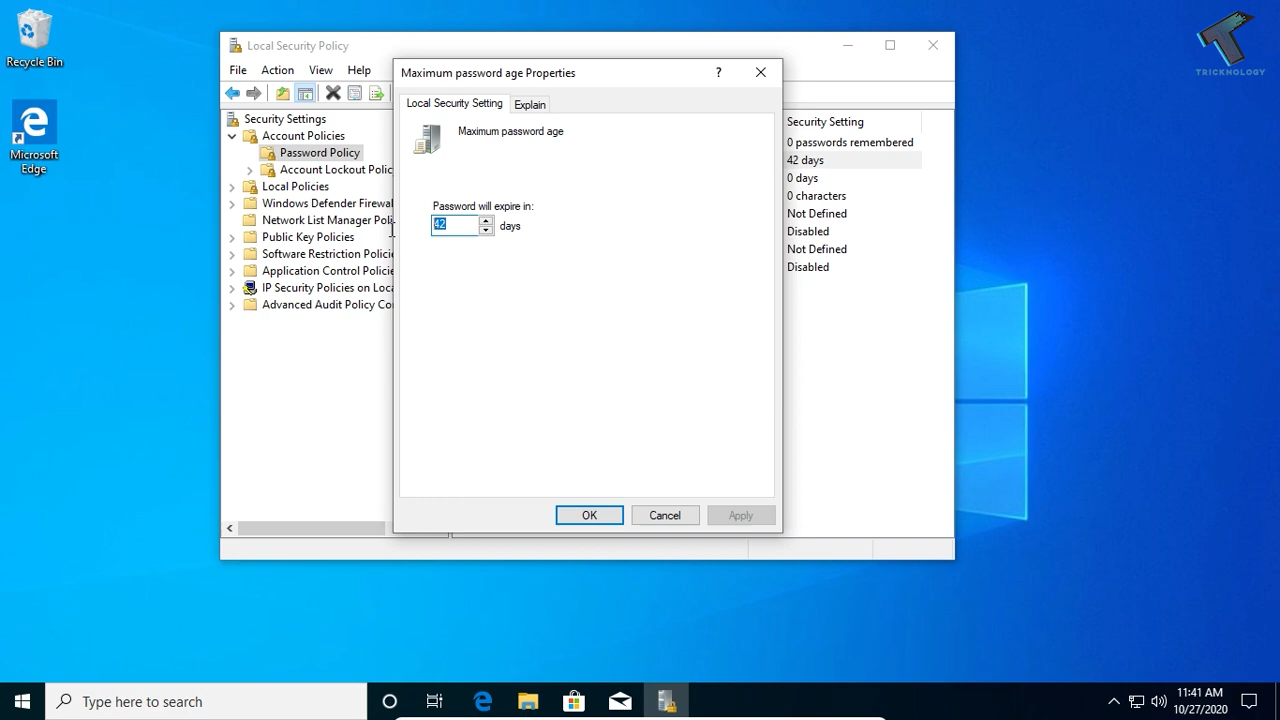 Recycle Bin
Microsoft
Edge
TRICKNOLOGY
Local Security Policy
File Action View Help
Security Settings
Account Policies
Password Policy
Account Lockout Polic
Local Policies
Windows Defender Firewal
Network List Manager Poli
Public Key Policies
Software Restriction Policie
Application Control Policie
IP Security Policies on Loca
Advanced Audit Policy Co
Maximum password age Properties
?
Local Security Setting Explain
Maximum password age
Password will expire in:
42 days
OK Cancel Apply
Security Setting
0 passwords remembered
42 days
0 days
0 characters
Not Defined
Disabled
Not Defined
Disabled
Type here to search
11:41 AM
10/27/2020